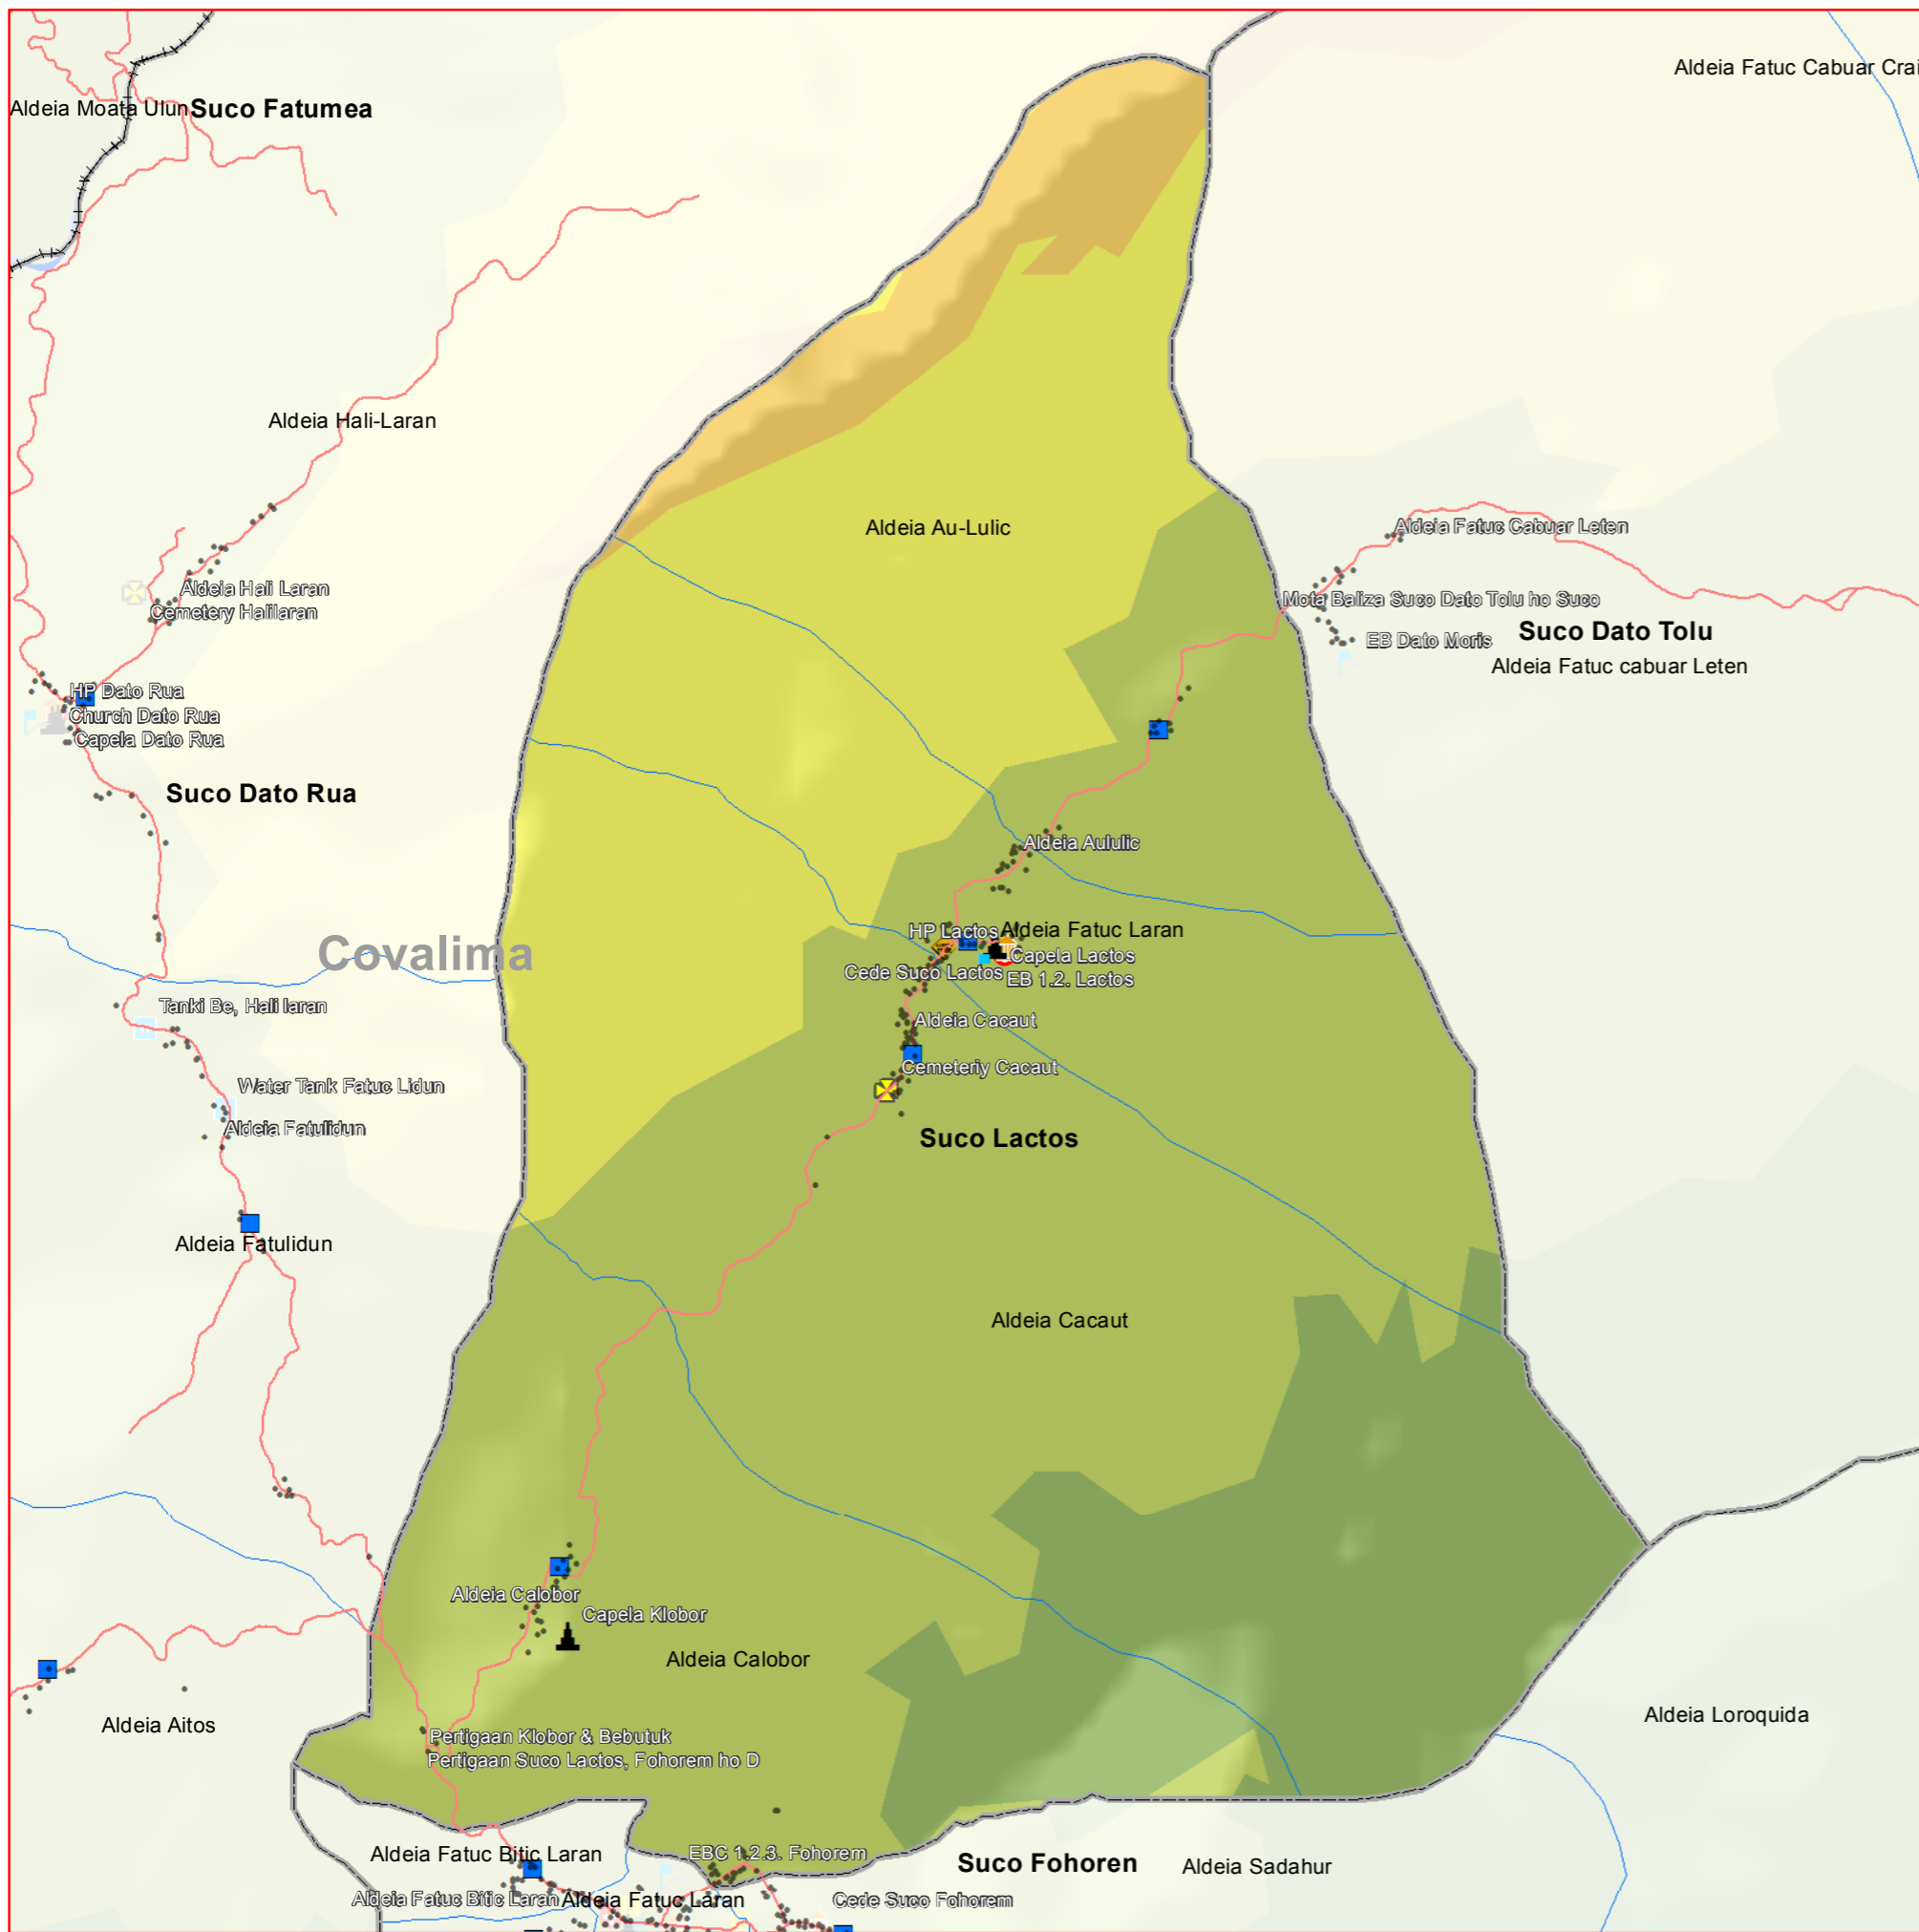 Aldeia Fatuc Cabuar Crai
Aldeia Moata Ulun
Suco Fatumea
Aldeia Hali-Laran
Aldeia Au-Lulic
Aldeia Fatuc Cabuar Leten
Aldeia Hali Laran
Cemetery Halilaran
Mota Baliza Suco Dato Tolu ho Suco
Suco Dato Tolu
EB Dato Moris
Aldeia Fatuc cabuar Leten
HP Dato Rua
Church Dato Rua
Capela Dato Rua
Suco Dato Rua
Aldeia Aululic
HP Lactos
Aldeia Fatuc Laran
Covalima
Capela Lactos
Cede Suco Lactos
EB 1.2. Lactos
Tanki Be, Hali laran
Aldeia Cacaut
Cemeteriy Cacaut
Water Tank Fatuc Lidun
Aldeia Fatulidun
Suco Lactos
Aldeia Fatulidun
Aldeia Cacaut
Aldeia Calobor
Capela Klobor
Aldeia Calobor
Aldeia Aitos
Aldeia Loroquida
Pertigaan Klobor & Bebutuk
Pertigaan Suco Lactos, Fohorem ho D
Aldeia Fatuc Bitic Laran
EBC 1.2.3. Fohorem
Suco Fohoren
Aldeia Sadahur
Aldeia Fatuc Bitic Laran
Aldeia Fatuc Laran
Cede Suco Fohorem